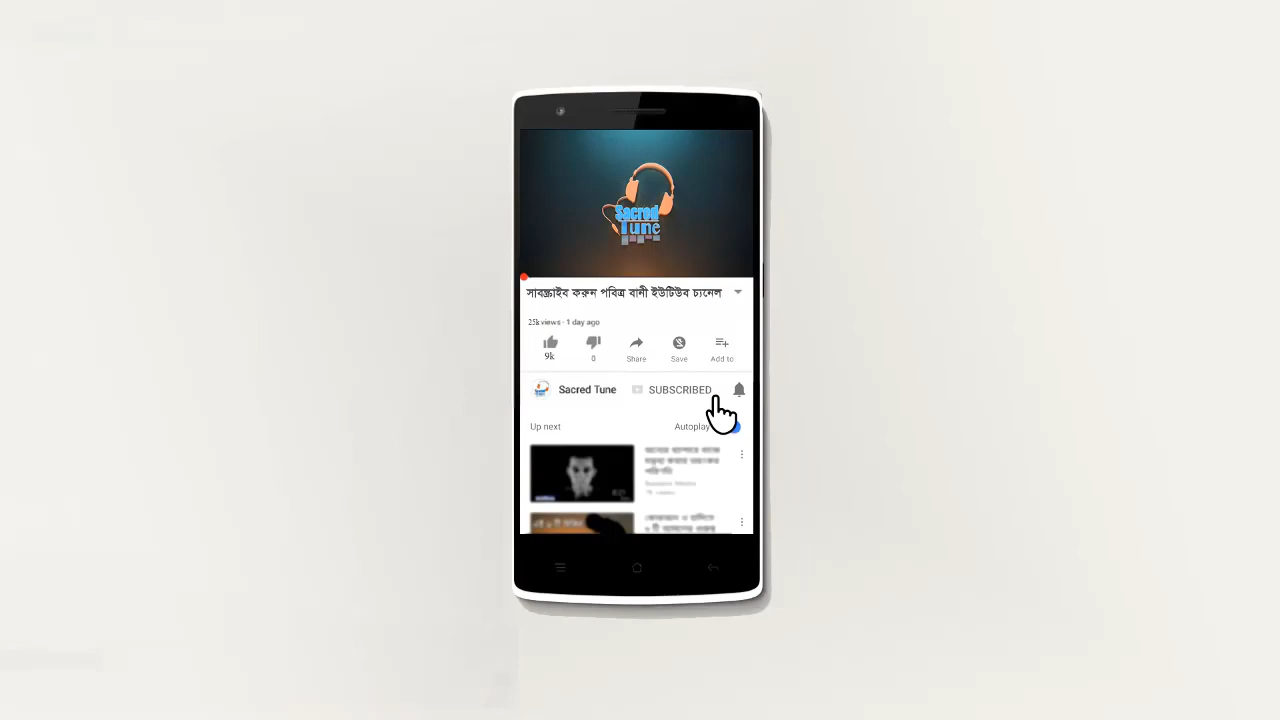 Sacred
Tune
সাবস্ক্রাইব করুন পবিত্র বানী ইউটিউব চ্যনেল
25k views · 1 day ago
9k
0
Share
Save
Add to
Sacred Tune
SUBSCRIBED
Up next
Autoplay